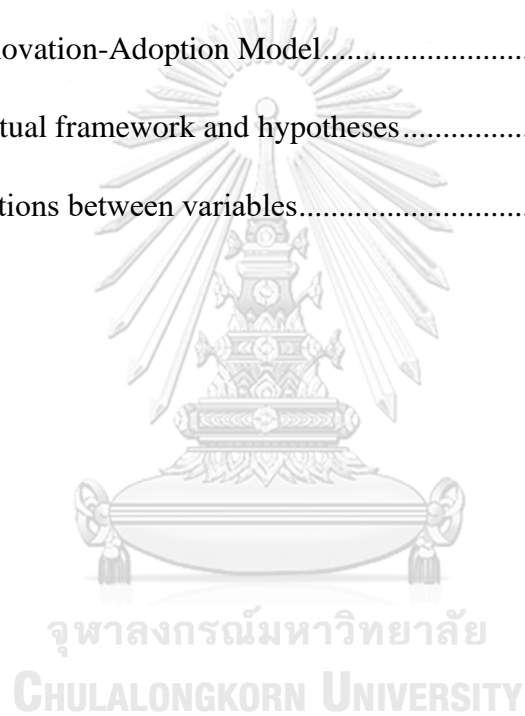 ovation-Adoption Model......................
tual framework and hypotheses................
tions between variables.........................
จุฬาลงกรณ์มหาวิทยาลัย
CHULALONGKORN UNIVERSITY